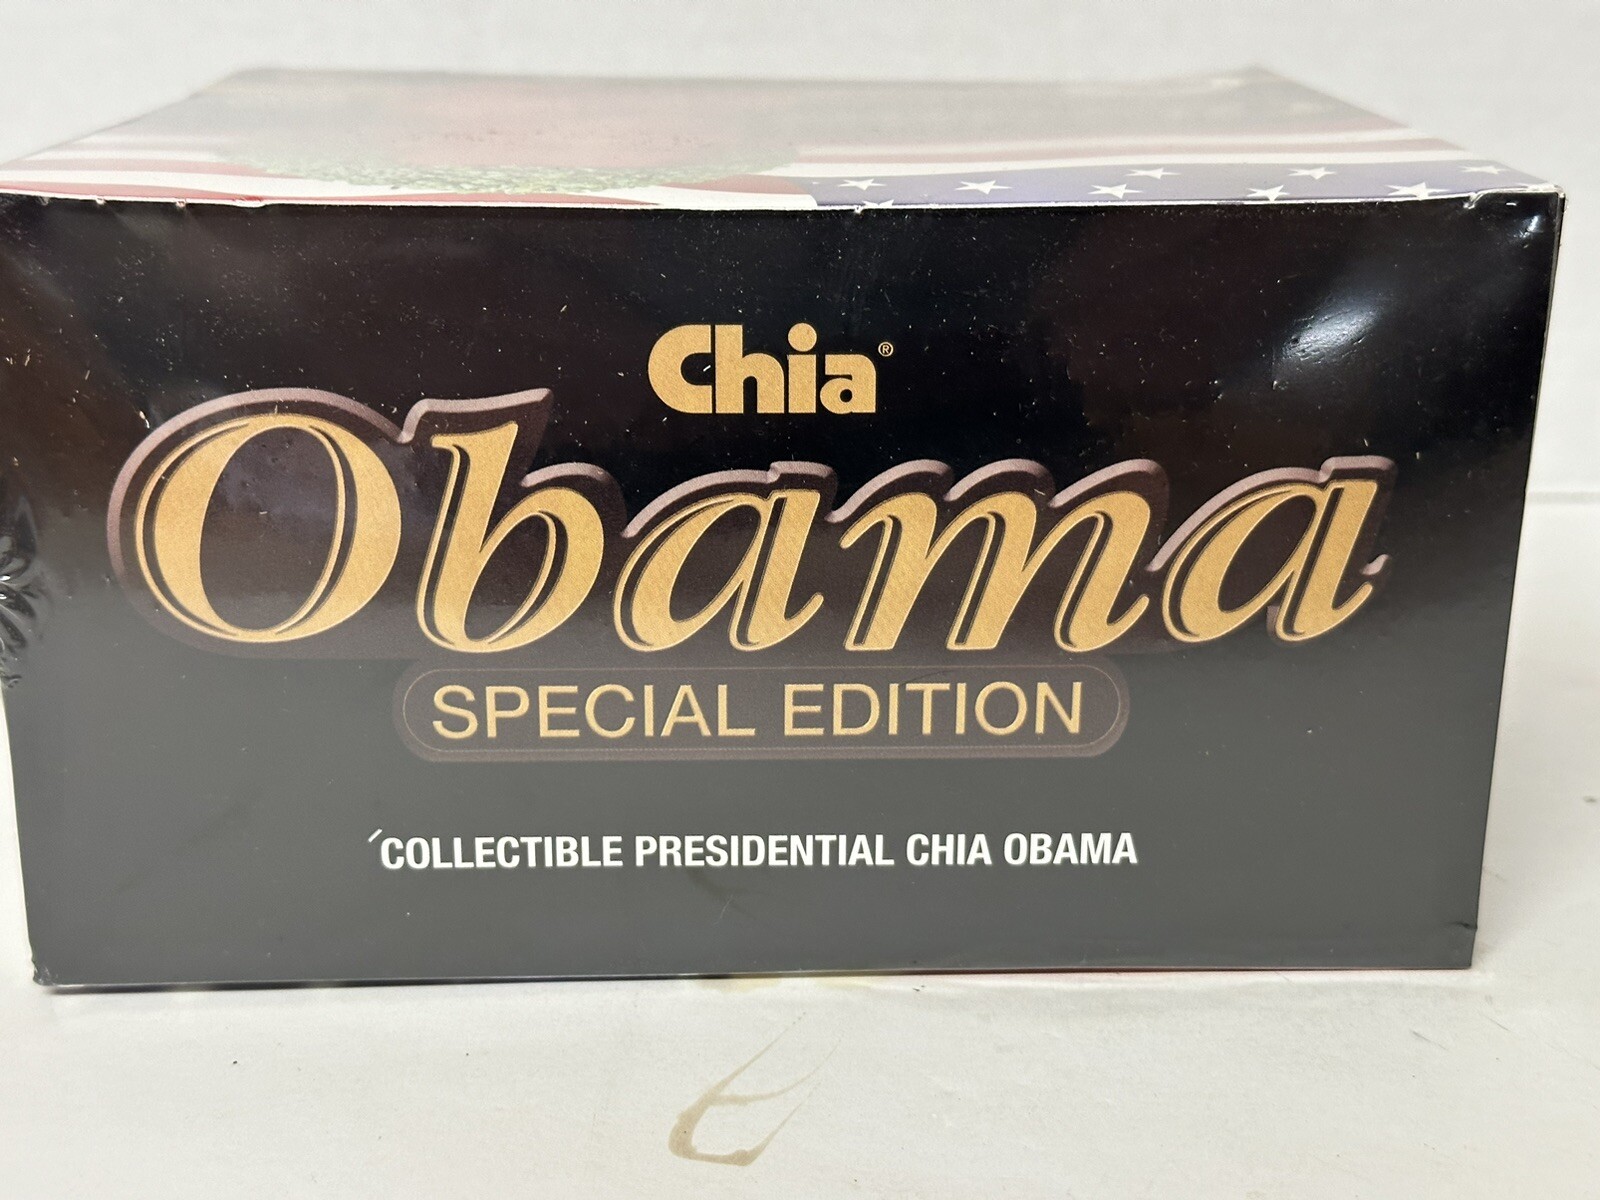 Chia®
Obama
SPECIAL EDITION
COLLECTIBLE PRESIDENTIAL CHIA OBAMA